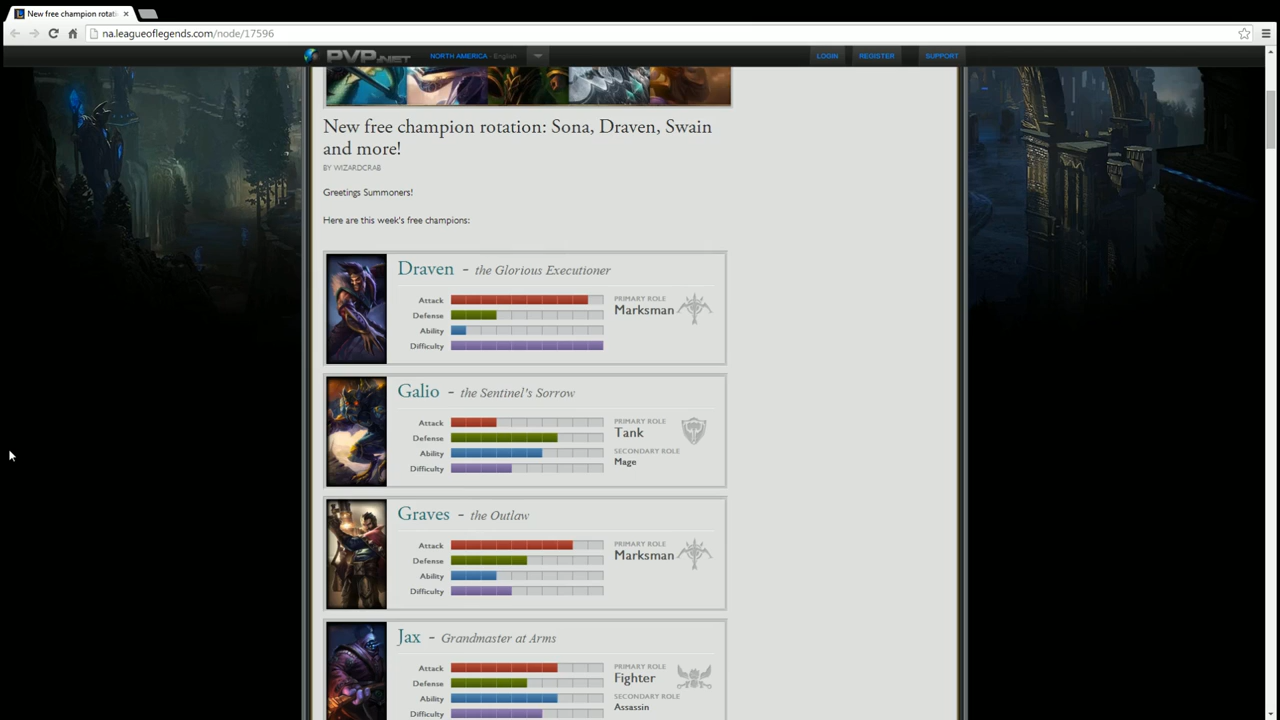 New free champion rotati
na.leagueoflegends.com/node/17596
PVP.NET
NORTH AMERICA - English
LOGIN
REGISTER
SUPPORT
New free champion rotation: Sona, Draven, Swain
and more!
BY WIZARDCRAB
Greetings Summoners!
Here are this week's free champions:
Draven - the Glorious Executioner
Attack
Defense
Ability
Difficulty
PRIMARY ROLE
Marksman
Galio - the Sentinel's Sorrow
Attack
Defense
Ability
Difficulty
PRIMARY ROLE
Tank
SECONDARY ROLE
Mage
Graves - the Outlaw
Attack
Defense
Ability
Difficulty
PRIMARY ROLE
Marksman
Jax - Grandmaster at Arms
Attack
Defense
Ability
Difficulty
PRIMARY ROLE
Fighter
SECONDARY ROLE
Assassin